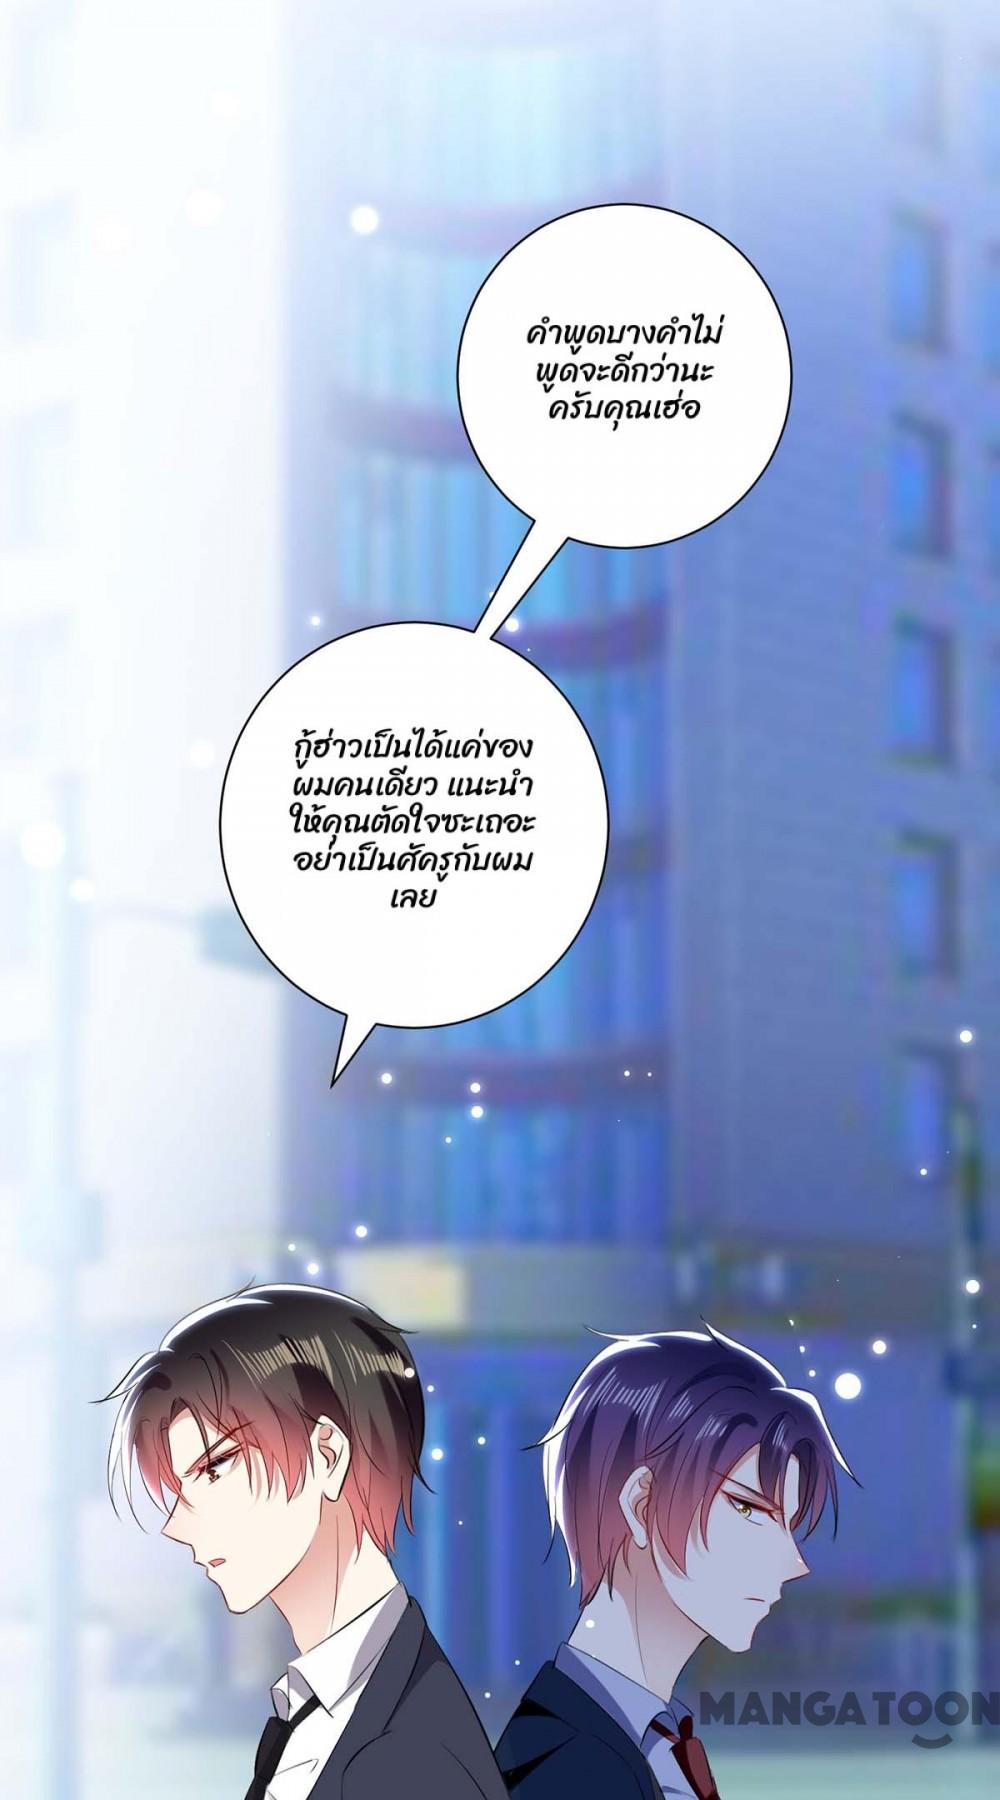 คำพูดบางคำไม่
พูดจะดีกว่านะ
ครับคุณเฮ่อ
กู้ฮ่าวเป็นได้แค่ของ
ผมคนเดียว แนะนำ
ให้คุณตัดใจซะเถอะ
อย่าเป็นศัครูกับผม
เลย
MANGATOON